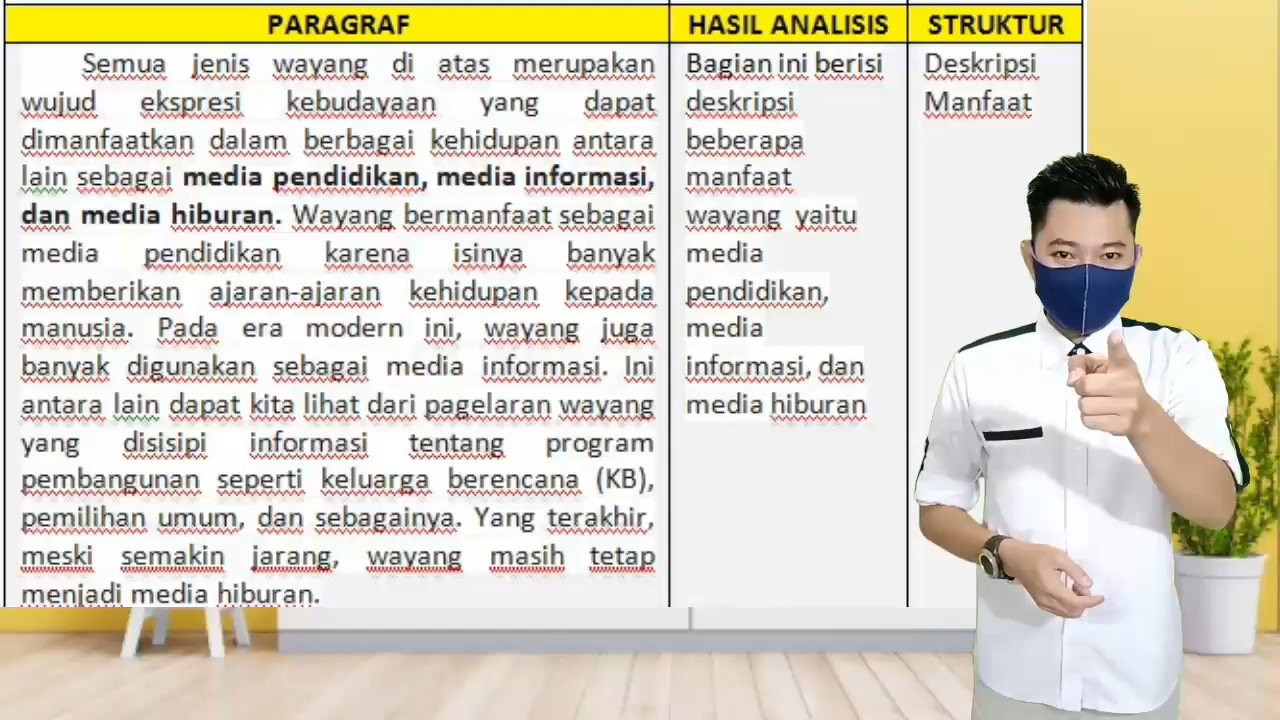 PARAGRAF
HASIL ANALISIS
STRUKTUR
Semua jenis wayang di atas merupakan
wujud ekspresi kebudayaan yang dapat
dimanfaatkan dalam berbagai kehidupan antara
lain sebagai media pendidikan, media informasi,
dan media hiburan. Wayang bermanfaat sebagai
media pendidikan karena isinya banyak
memberikan ajaran-ajaran kehidupan kepada
manusia. Pada era modern ini, wayang juga
banyak digunakan sebagai media informasi. Ini
antara lain dapat kita lihat dari pagelaran wayang
yang disisipi informasi tentang program
pembangunan seperti keluarga berencana (KB),
pemilihan umum, dan sebagainya. Yang terakhir,
meski semakin jarang, wayang masih tetap
menjadi media hiburan.
Bagian ini berisi
deskripsi
beberapa
manfaat
wayang yaitu
media
pendidikan,
media
informasi, dan
media hiburan
Deskripsi
Manfaat